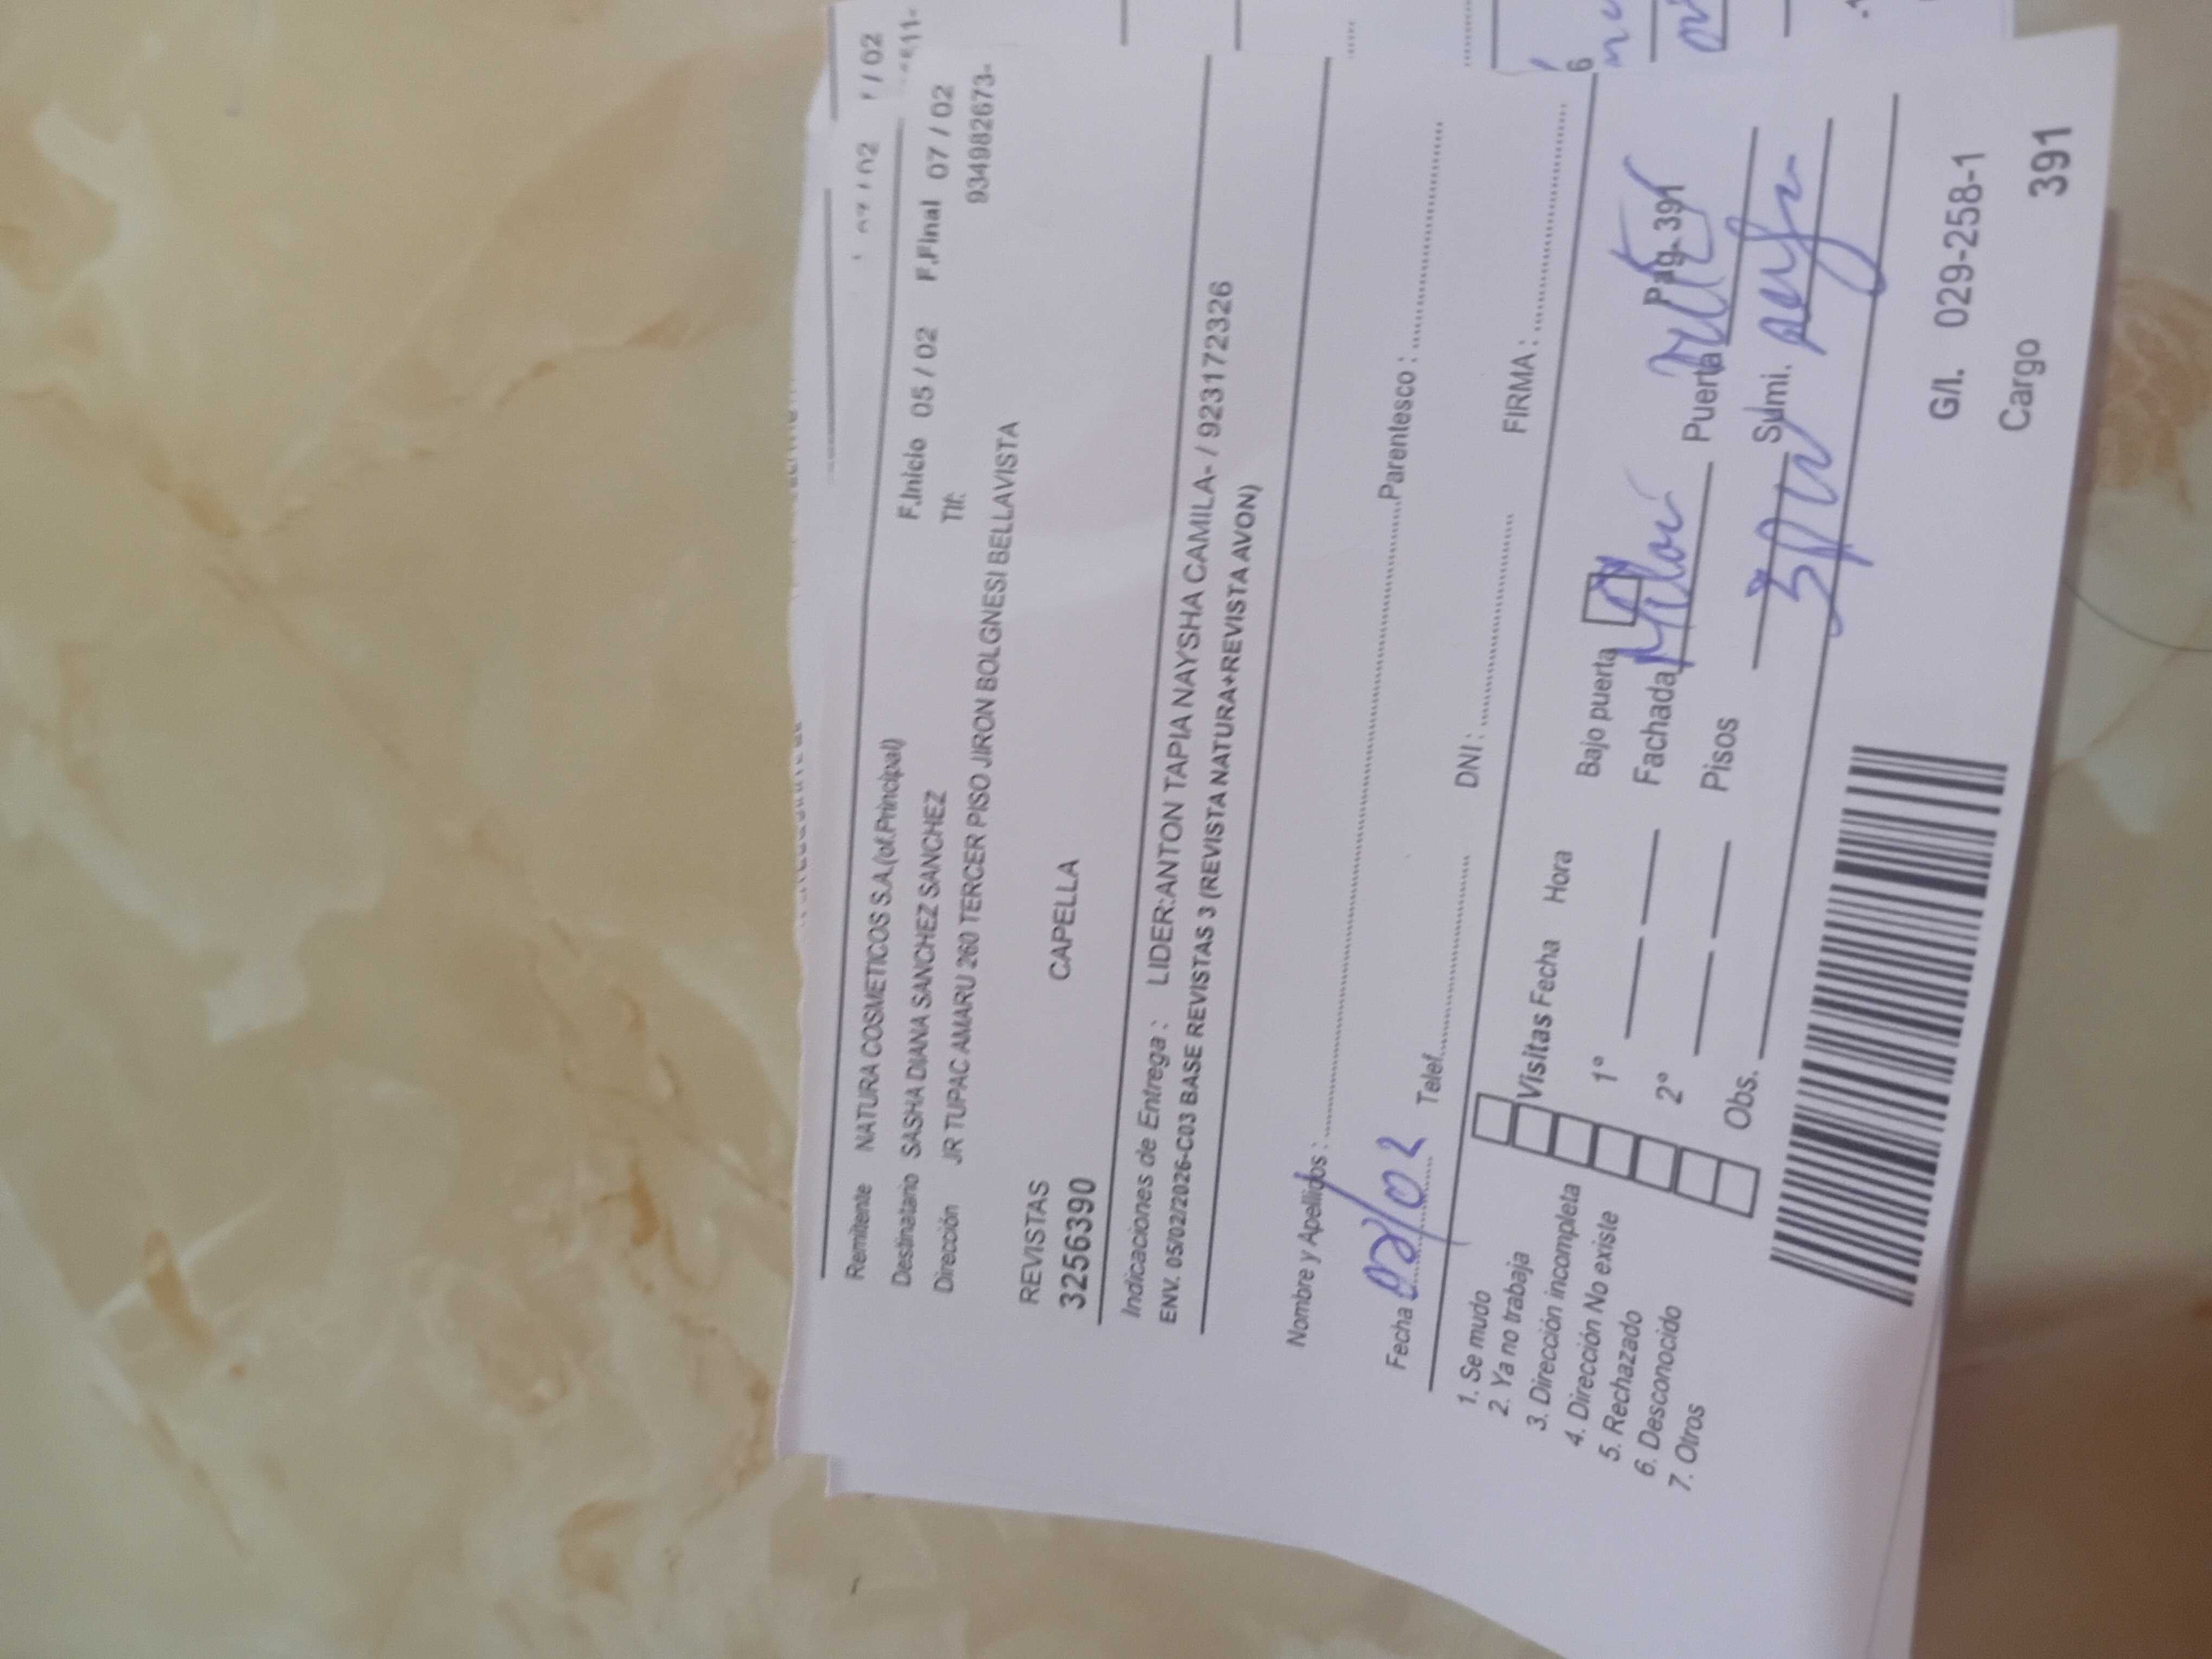 Remitente NATURA COSMETICOS S.A.(of.Principal)
Destinatario SASHA DIANA SANCHEZ SANCHEZ F.Inicio 05 / 02 F.Final 07 / 02
Dirección JR TUPAC AMARU 260 TERCER PISO JIRON BOLGNESI BELLAVISTA Tlf: 934982673-
REVISTAS
3256390 CAPELLA
Indicaciones de Entrega : LIDER:ANTON TAPIA NAYSHA CAMILA- / 923172326
ENV. 05/02/2026-C03 BASE REVISTAS 3 (REVISTA NATURA+REVISTA AVON)
Nombre y Apellidos : Parentesco :
Fecha Telef. DNI : FIRMA :
1. Se mudo
2. Ya no trabaja
3. Dirección incompleta
4. Dirección No existe
5. Rechazado
6. Desconocido
7. Otros
Visitas Fecha Hora Bajo puerta Pag. 391
1° Fachada Puerta
2° Pisos 3 Sumi.
Obs.
G/I. 029-258-1
Cargo 391